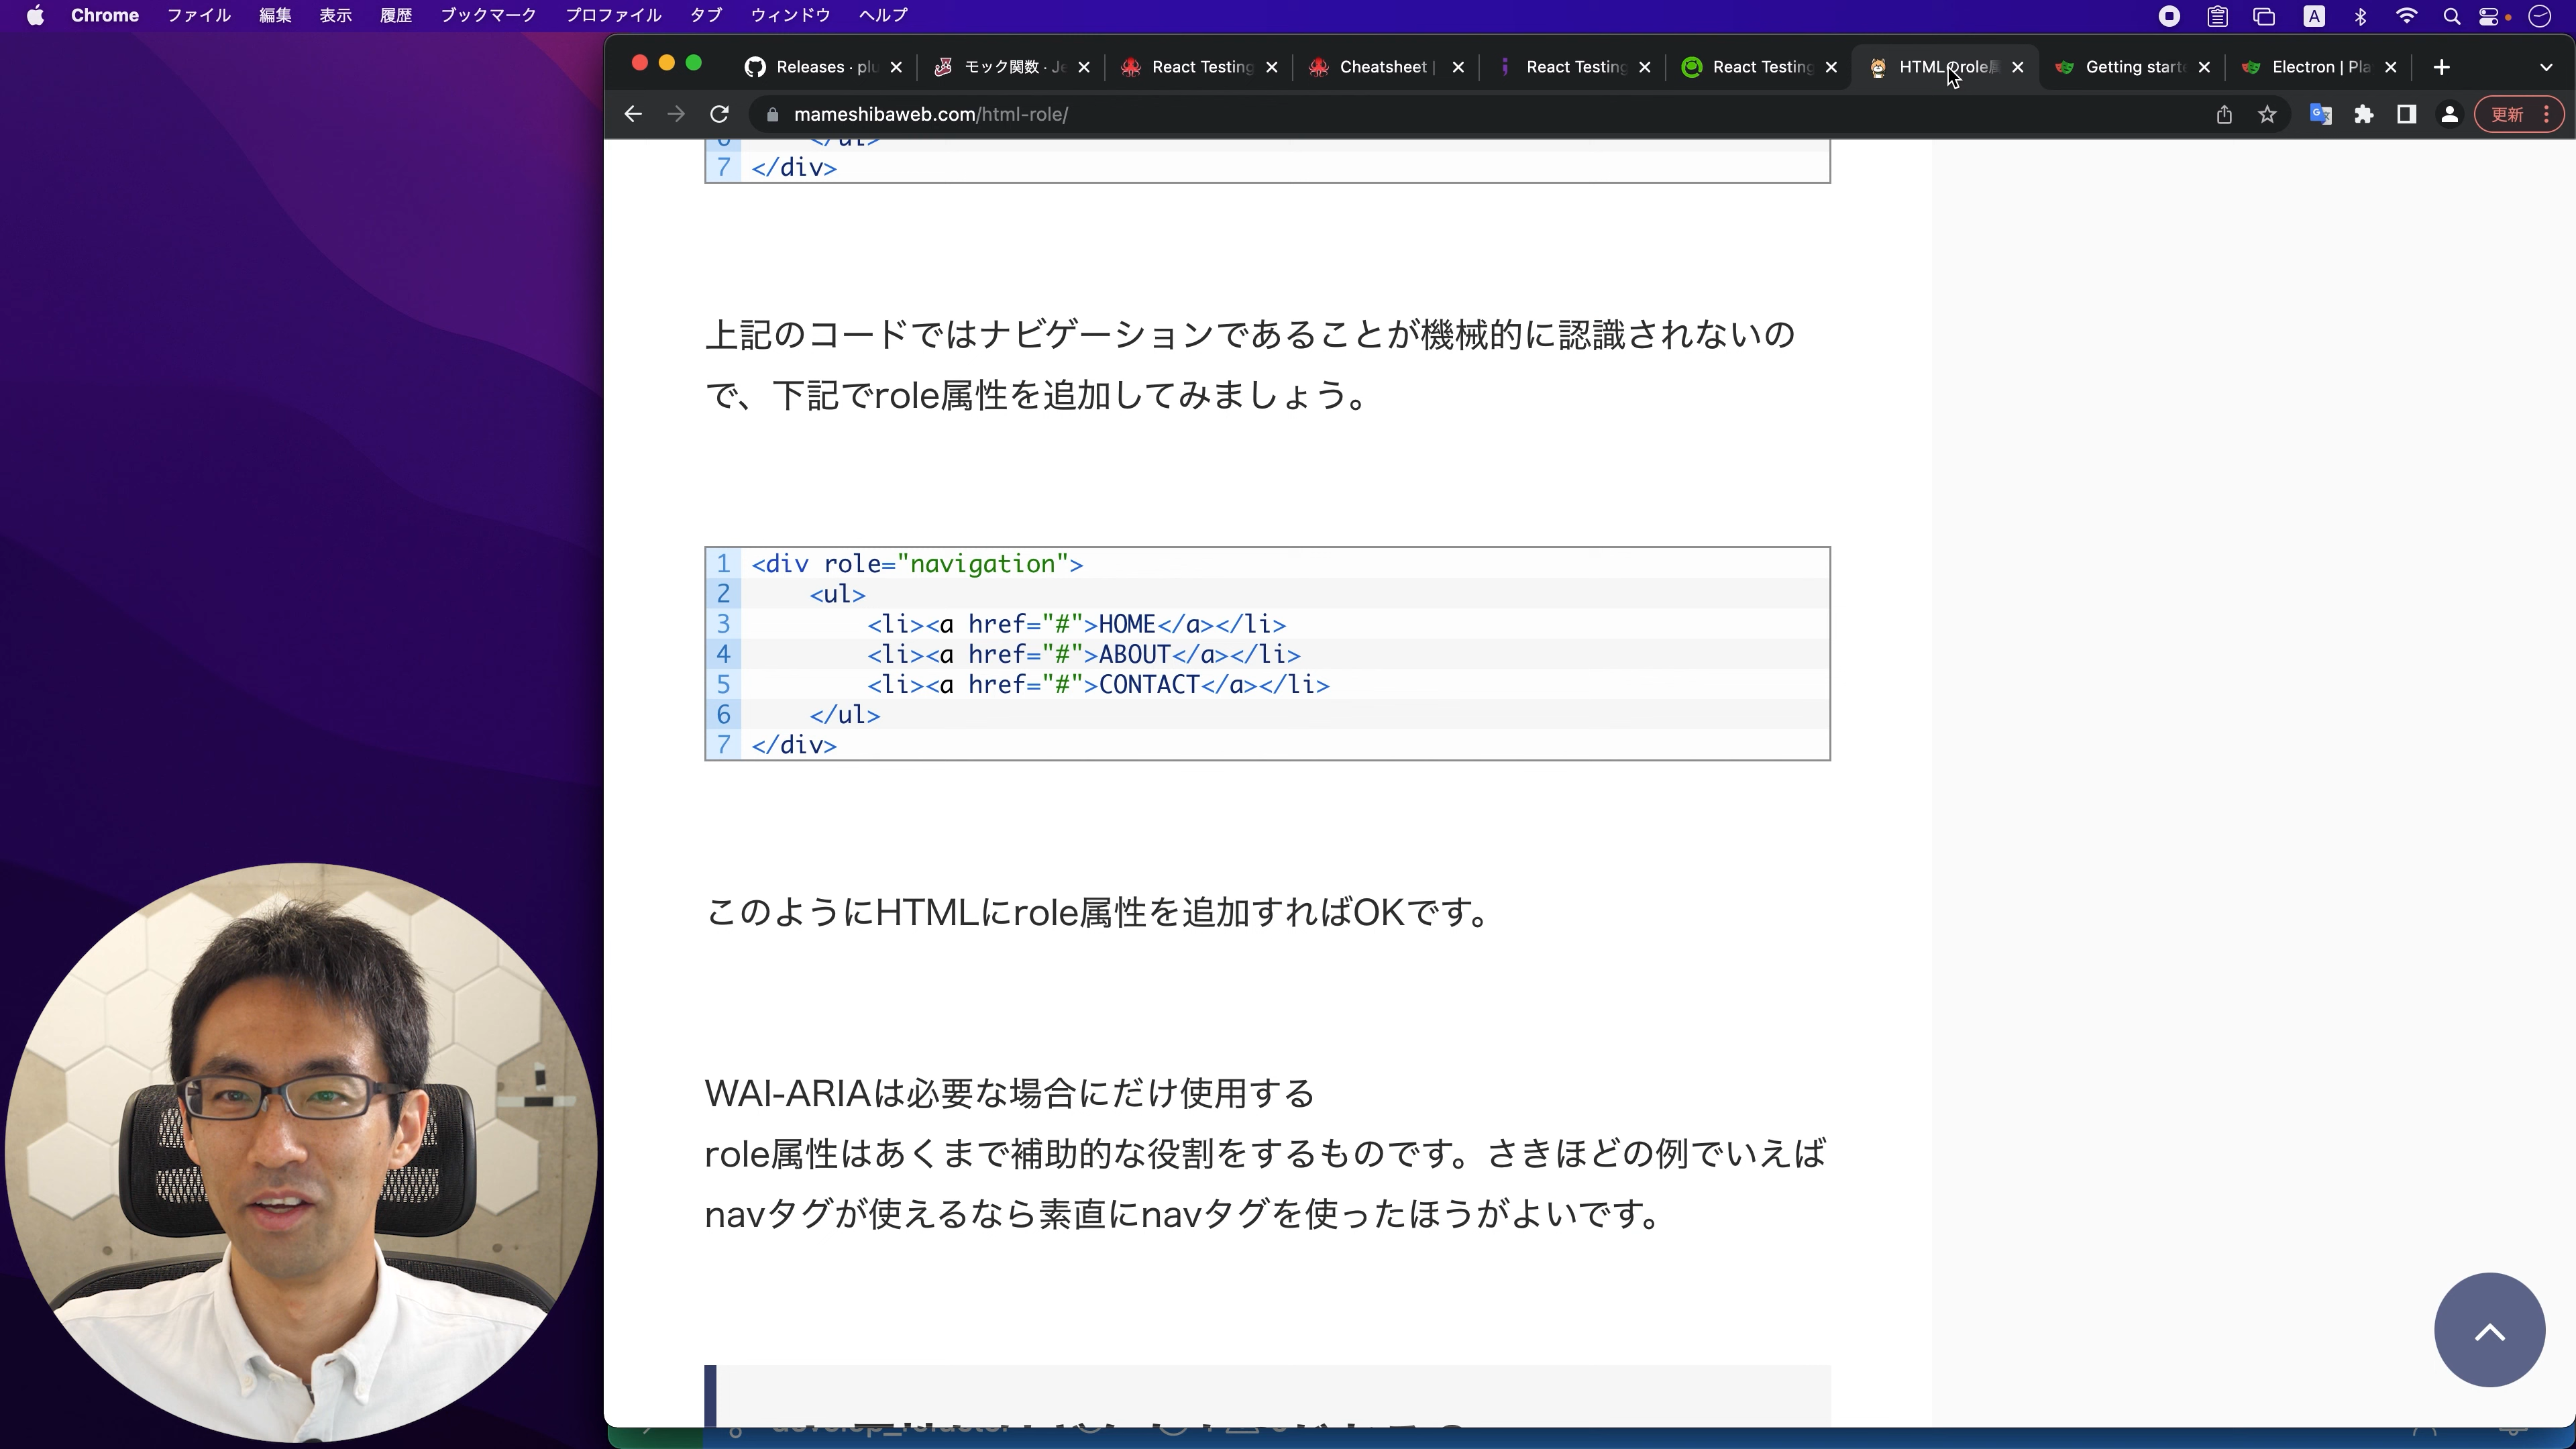 Chrome ファイル 編集 表示 履歴 ブックマーク プロファイル タブ ウィンドウ ヘルプ A
Releases · plu モック関数 · Je React Testing Cheatsheet | React Testing React Testing HTMLのrole属 Getting starte Electron | Pla
mameshibaweb.com/html-role/ 更新
6 </ul>
7 </div>
上記のコードではナビゲーションであることが機械的に認識されないの
で、下記でrole属性を追加してみましょう。
1 <div role="navigation">
2 <ul>
3 <li><a href="#">HOME</a></li>
4 <li><a href="#">ABOUT</a></li>
5 <li><a href="#">CONTACT</a></li>
6 </ul>
7 </div>
このようにHTMLにrole属性を追加すればOKです。
WAI-ARIAは必要な場合にだけ使用する
role属性はあくまで補助的な役割をするものです。さきほどの例でいえば
navタグが使えるなら素直にnavタグを使ったほうがよいです。